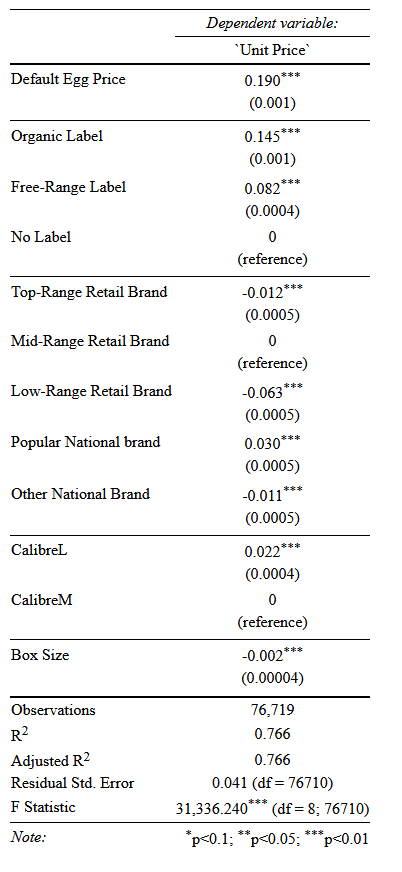 Dependent variable:
`Unit Price`
Default Egg Price 0.190***
(0.001)
Organic Label 0.145***
(0.001)
Free-Range Label 0.082***
(0.0004)
No Label 0
(reference)
Top-Range Retail Brand -0.012***
(0.0005)
Mid-Range Retail Brand 0
(reference)
Low-Range Retail Brand -0.063***
(0.0005)
Popular National brand 0.030***
(0.0005)
Other National Brand -0.011***
(0.0005)
CalibreL 0.022***
(0.0004)
CalibreM 0
(reference)
Box Size -0.002***
(0.00004)
Observations 76,719
R2 0.766
Adjusted R2 0.766
Residual Std. Error 0.041 (df = 76710)
F Statistic 31,336.240*** (df = 8; 76710)
Note: *p<0.1; **p<0.05; ***p<0.01